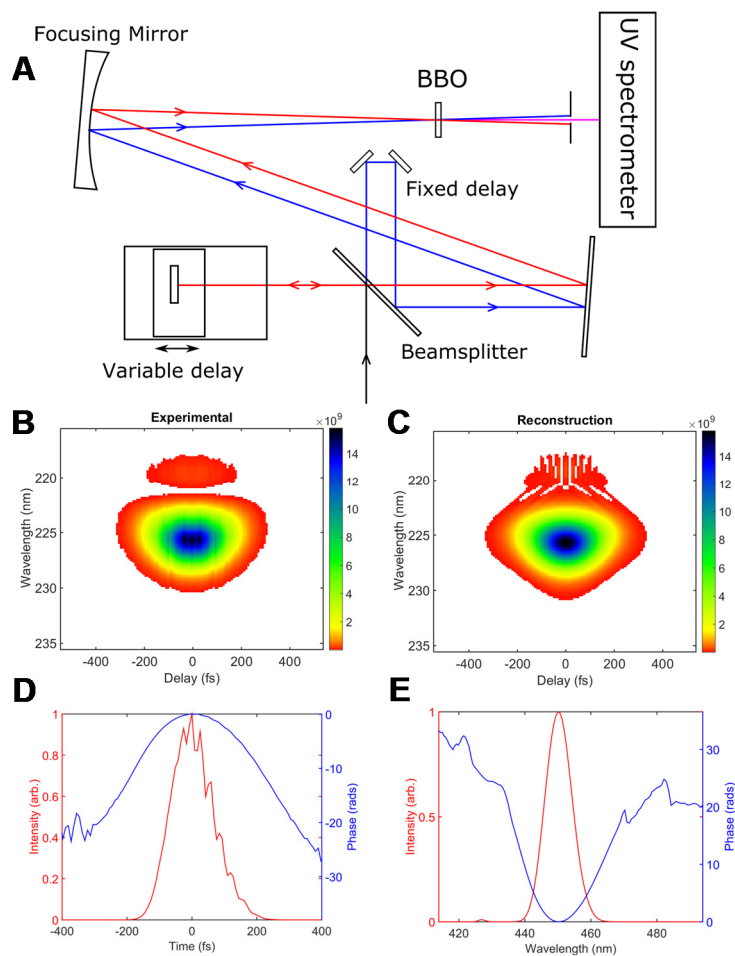 A
Focusing Mirror
BBO
UV spectrometer
Fixed delay
Beamsplitter
Variable delay
B
Experimental
×10⁹
Wavelength (nm)
220
225
230
235
-400
-200
0
200
400
Delay (fs)
14
12
10
8
6
4
2
C
Reconstruction
×10⁹
Wavelength (nm)
220
225
230
235
-400
-200
0
200
400
Delay (fs)
14
12
10
8
6
4
2
D
Intensity (arb.)
1
0.8
0.6
0.4
0.2
0
-400
-200
0
200
400
Time (fs)
0
-10
-20
-30
Phase (rads)
E
Intensity (arb.)
1
0.5
0
420
440
460
480
Wavelength (nm)
30
20
10
0
Phase (rads)